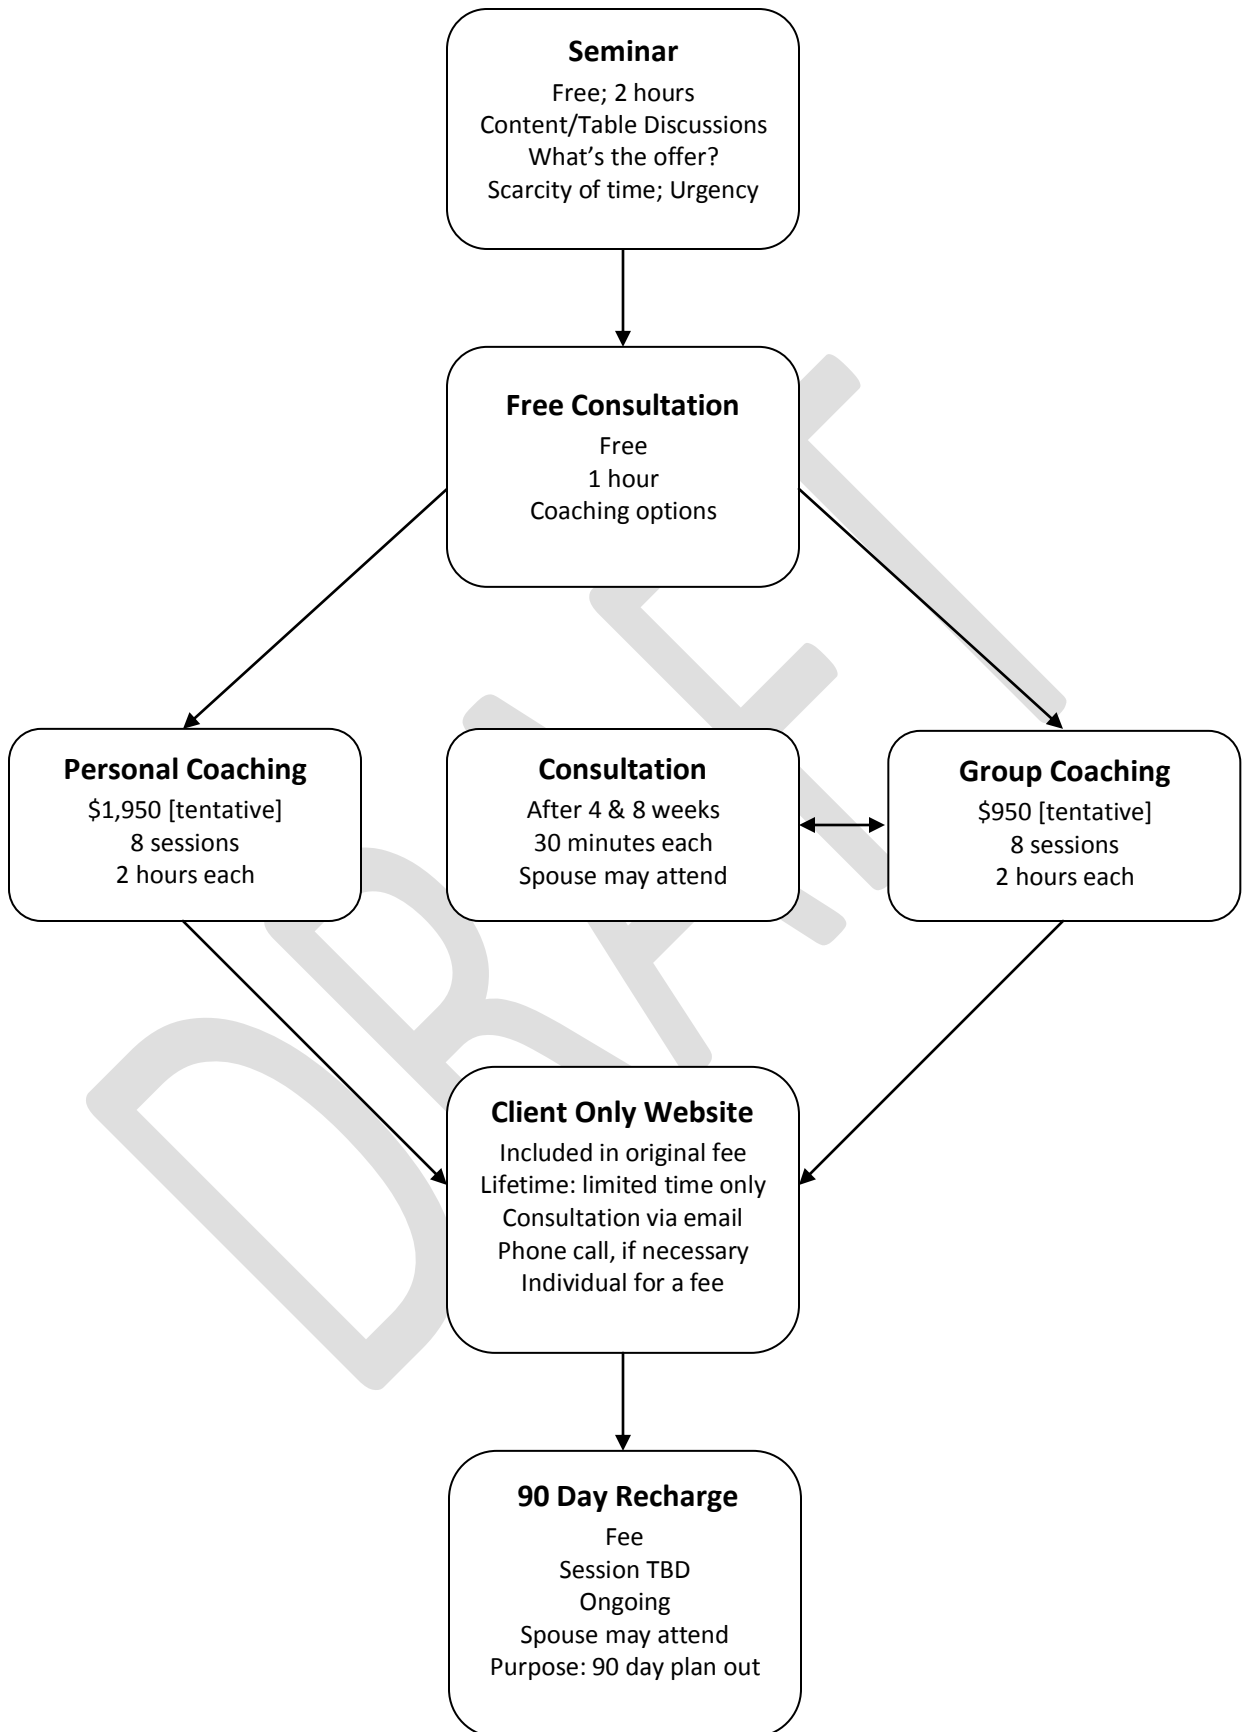 Seminar
Free; 2 hours
Content/Table Discussions
What’s the offer?
Scarcity of time; Urgency
Free Consultation
Free
1 hour
Coaching options
Personal Coaching
$1,950 [tentative]
8 sessions
2 hours each
Consultation
After 4 & 8 weeks
30 minutes each
Spouse may attend
Group Coaching
$950 [tentative]
8 sessions
2 hours each
DRAFT
Client Only Website
Included in original fee
Lifetime: limited time only
Consultation via email
Phone call, if necessary
Individual for a fee
90 Day Recharge
Fee
Session TBD
Ongoing
Spouse may attend
Purpose: 90 day plan out